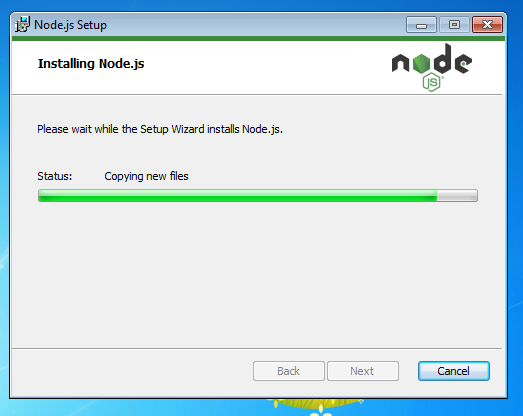 Node.js Setup
Installing Node.js
node
JS
Please wait while the Setup Wizard installs Node.js.
Status: Copying new files
Back Next Cancel